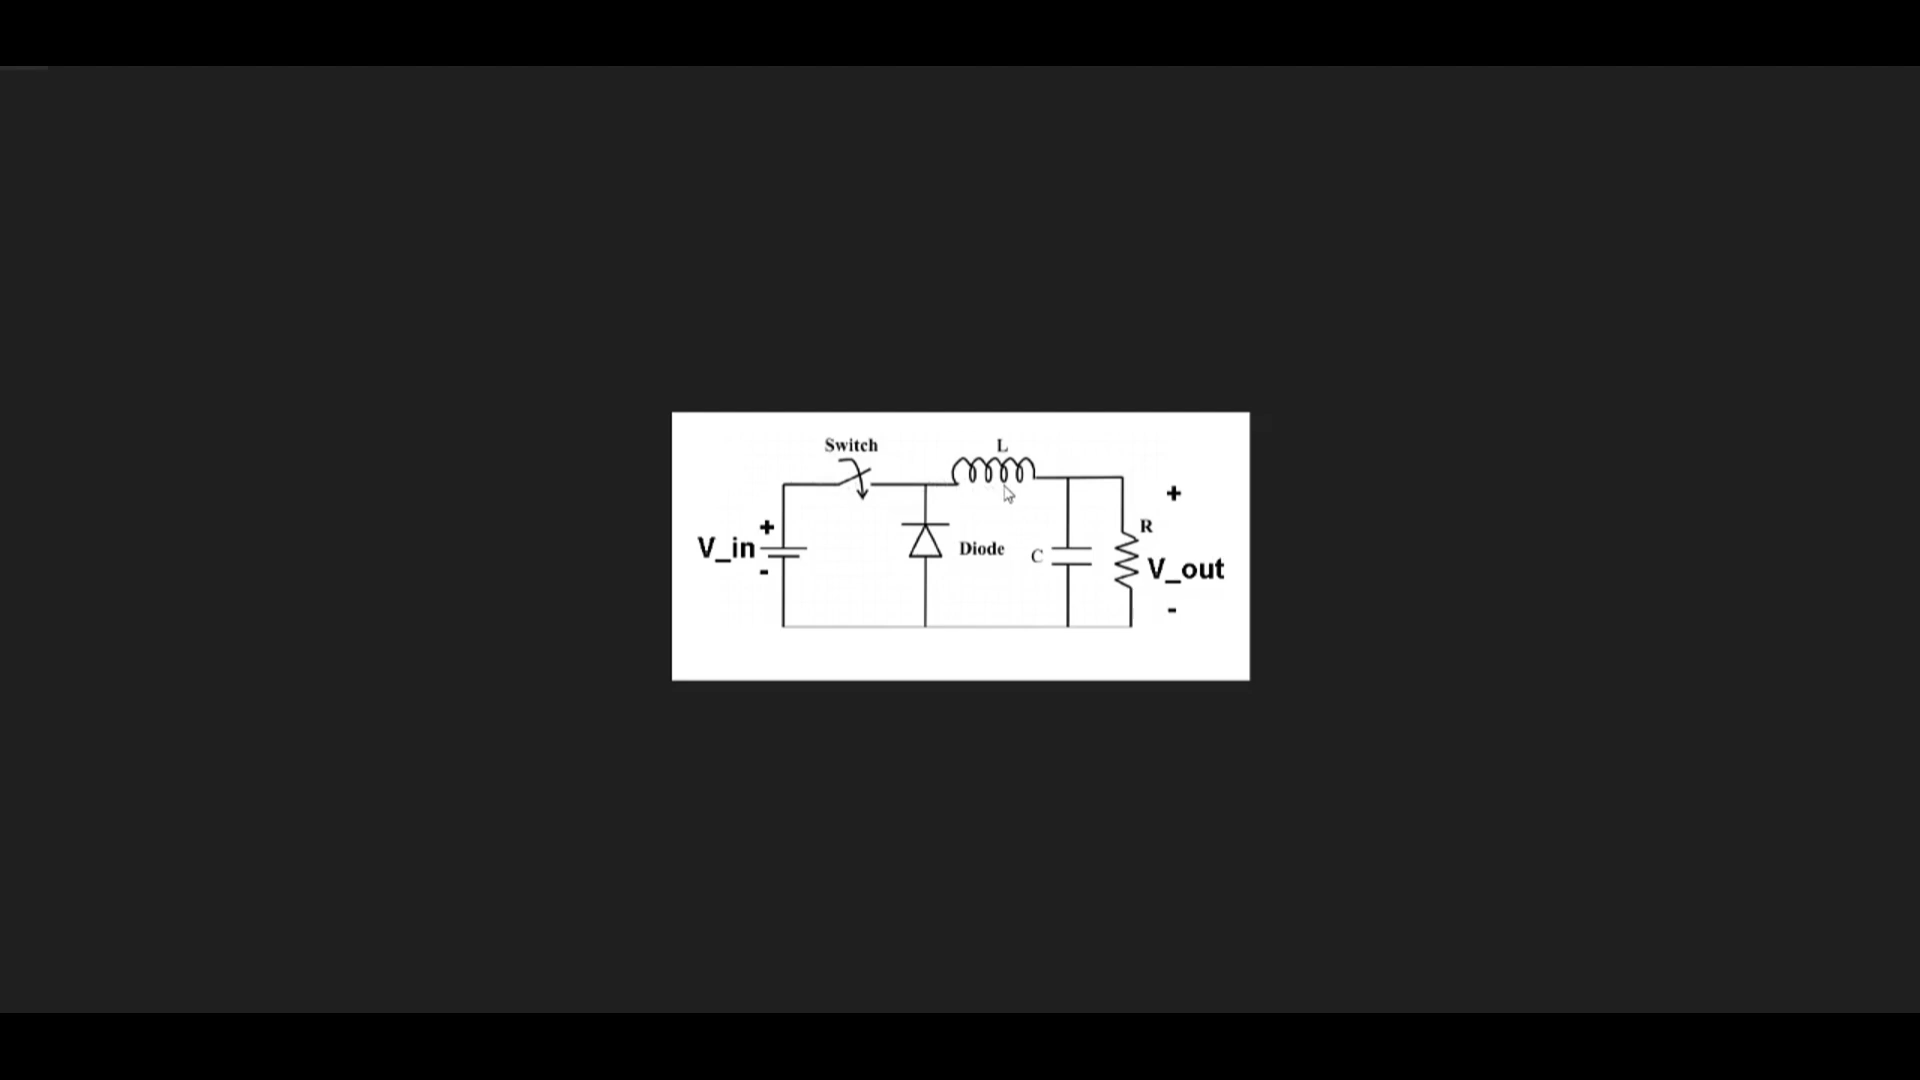 Switch
L
+
+
R
V_in
Diode
C
V_out
-
-